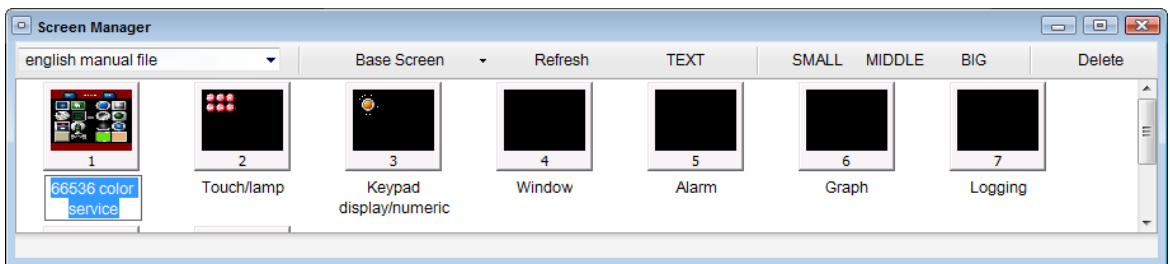 Screen Manager
english manual file Base Screen Refresh TEXT SMALL MIDDLE BIG Delete
1 2 3 4 5 6 7
66536 color Touch/lamp Keypad Window Alarm Graph Logging
service display/numeric